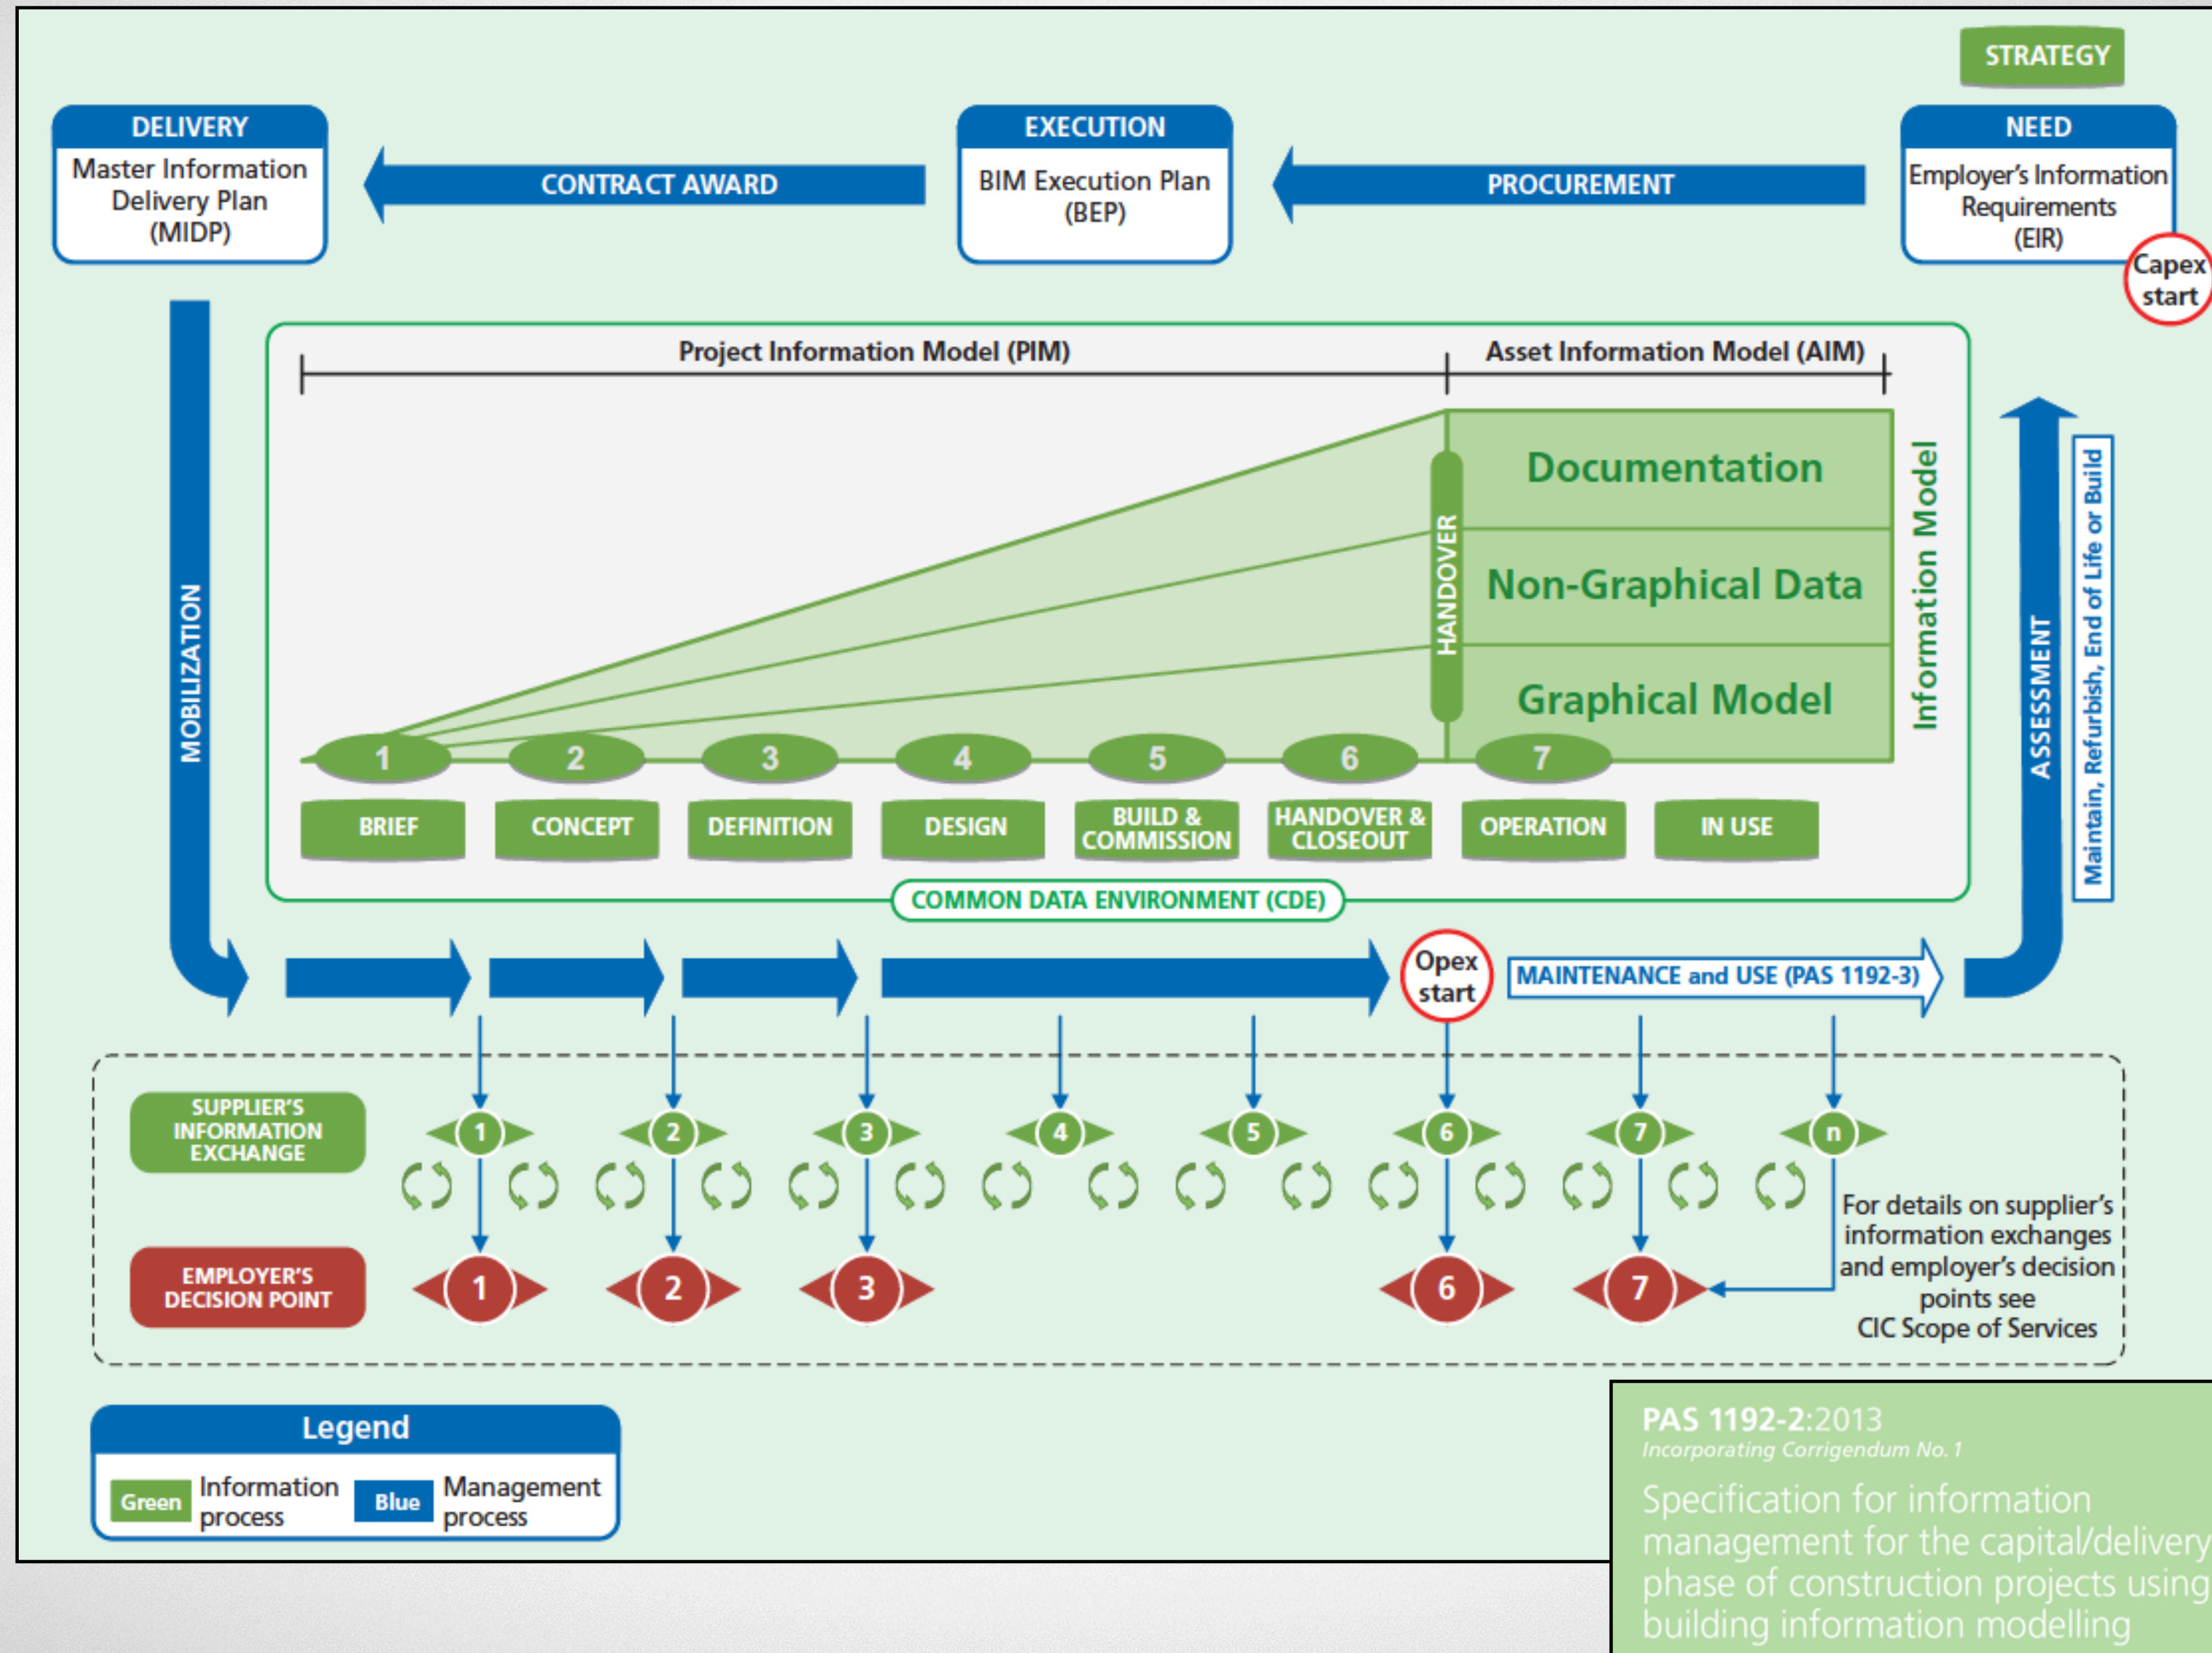 STRATEGY
DELIVERY
Master Information
Delivery Plan
(MIDP)
CONTRACT AWARD
EXECUTION
BIM Execution Plan
(BEP)
PROCUREMENT
NEED
Employer's Information
Requirements
(EIR)
Capex
start
MOBILIZATION
Project Information Model (PIM)
Asset Information Model (AIM)
Documentation
Non-Graphical Data
Graphical Model
HANDOVER
Information Model
ASSESSMENT
Maintain, Refurbish, End of Life or Build
1
2
3
4
5
6
7
BRIEF
CONCEPT
DEFINITION
DESIGN
BUILD &
COMMISSION
HANDOVER &
CLOSEOUT
OPERATION
IN USE
COMMON DATA ENVIRONMENT (CDE)
Opex
start
MAINTENANCE and USE (PAS 1192-3)
SUPPLIER'S
INFORMATION
EXCHANGE
1
2
3
4
5
6
7
n
EMPLOYER'S
DECISION POINT
1
2
3
6
7
For details on supplier's
information exchanges
and employer's decision
points see
CIC Scope of Services
Legend
Green
Information
process
Blue
Management
process
PAS 1192-2:2013
Incorporating Corrigendum No. 1
Specification for information
management for the capital/delivery
phase of construction projects using
building information modelling